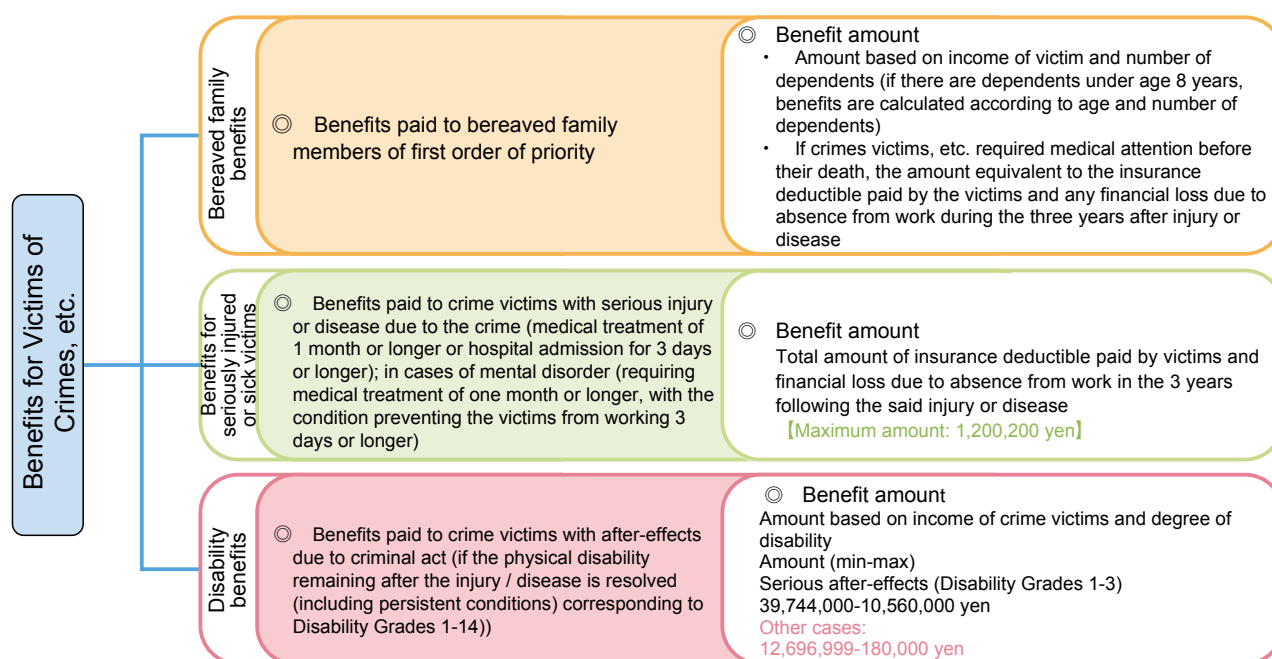 Benefits for Victims of
Crimes, etc.
Bereaved family
benefits
◎ Benefits paid to bereaved family
members of first order of priority
◎ Benefit amount
・ Amount based on income of victim and number of
dependents (if there are dependents under age 8 years,
benefits are calculated according to age and number of
dependents)
・ If crimes victims, etc. required medical attention before
their death, the amount equivalent to the insurance
deductible paid by the victims and any financial loss due to
absence from work during the three years after injury or
disease
Benefits for
seriously injured
or sick victims
◎ Benefits paid to crime victims with serious injury
or disease due to the crime (medical treatment of
1 month or longer or hospital admission for 3 days
or longer); in cases of mental disorder (requiring
medical treatment of one month or longer, with the
condition preventing the victims from working 3
days or longer)
◎ Benefit amount
Total amount of insurance deductible paid by victims and
financial loss due to absence from work in the 3 years
following the said injury or disease
【Maximum amount: 1,200,200 yen】
Disability
benefits
◎ Benefits paid to crime victims with after-effects
due to criminal act (if the physical disability
remaining after the injury / disease is resolved
(including persistent conditions) corresponding to
Disability Grades 1-14))
◎ Benefit amount
Amount based on income of crime victims and degree of
disability
Amount (min-max)
Serious after-effects (Disability Grades 1-3)
39,744,000-10,560,000 yen
Other cases:
12,696,999-180,000 yen